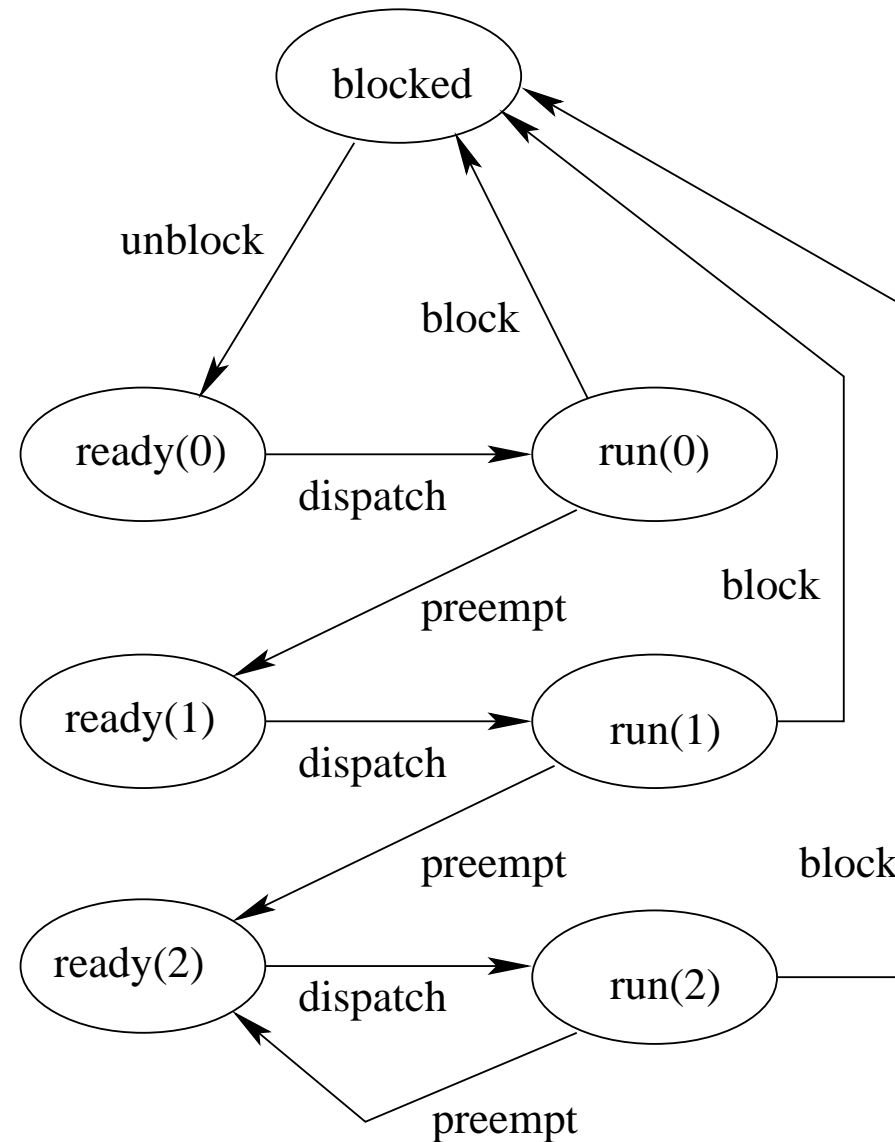 blocked
unblock
block
ready(0)
run(0)
dispatch
block
preempt
ready(1)
run(1)
dispatch
preempt
block
ready(2)
run(2)
dispatch
preempt